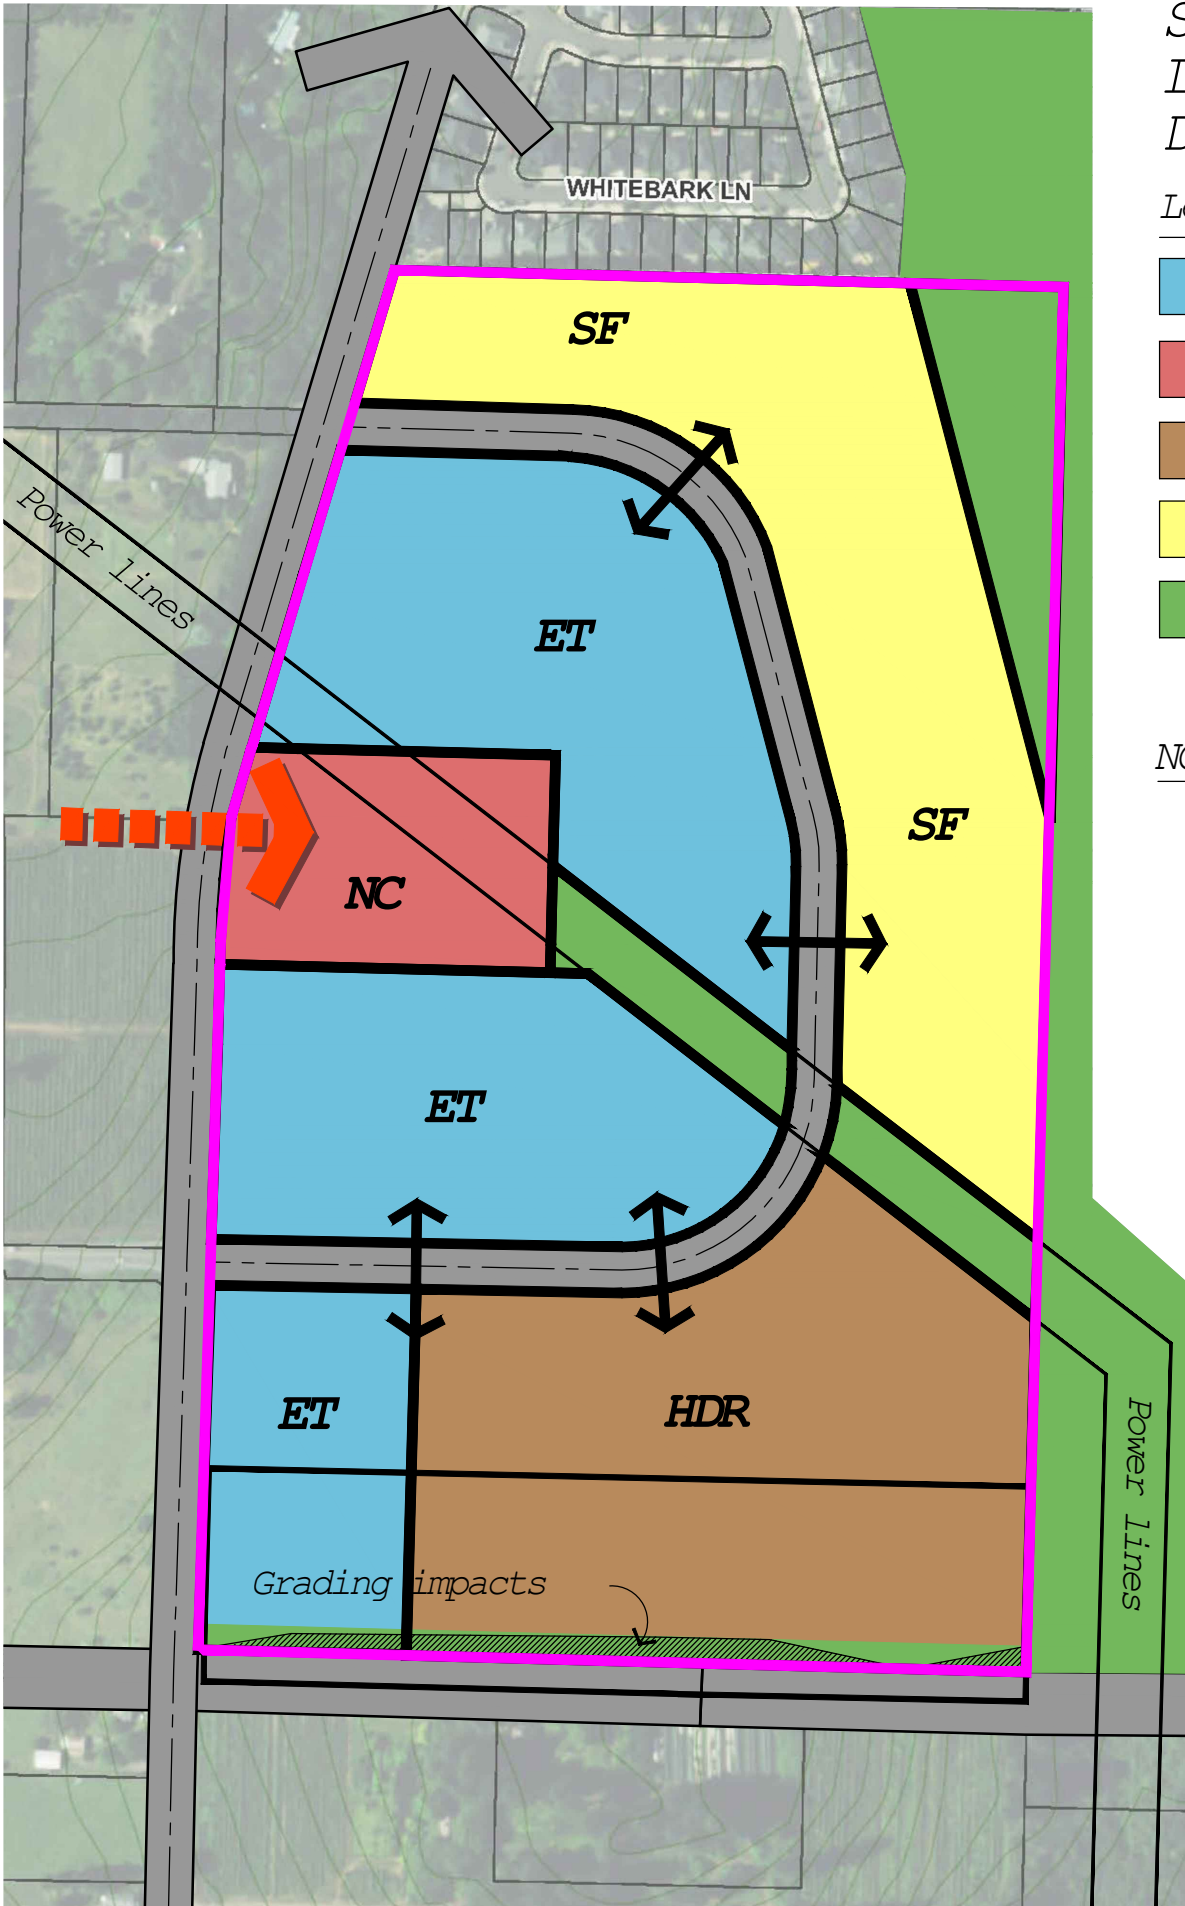 WHITEBARK LN
SF
Power lines
ET
SF
NC
ET
ET
HDR
Power lines
Grading impacts